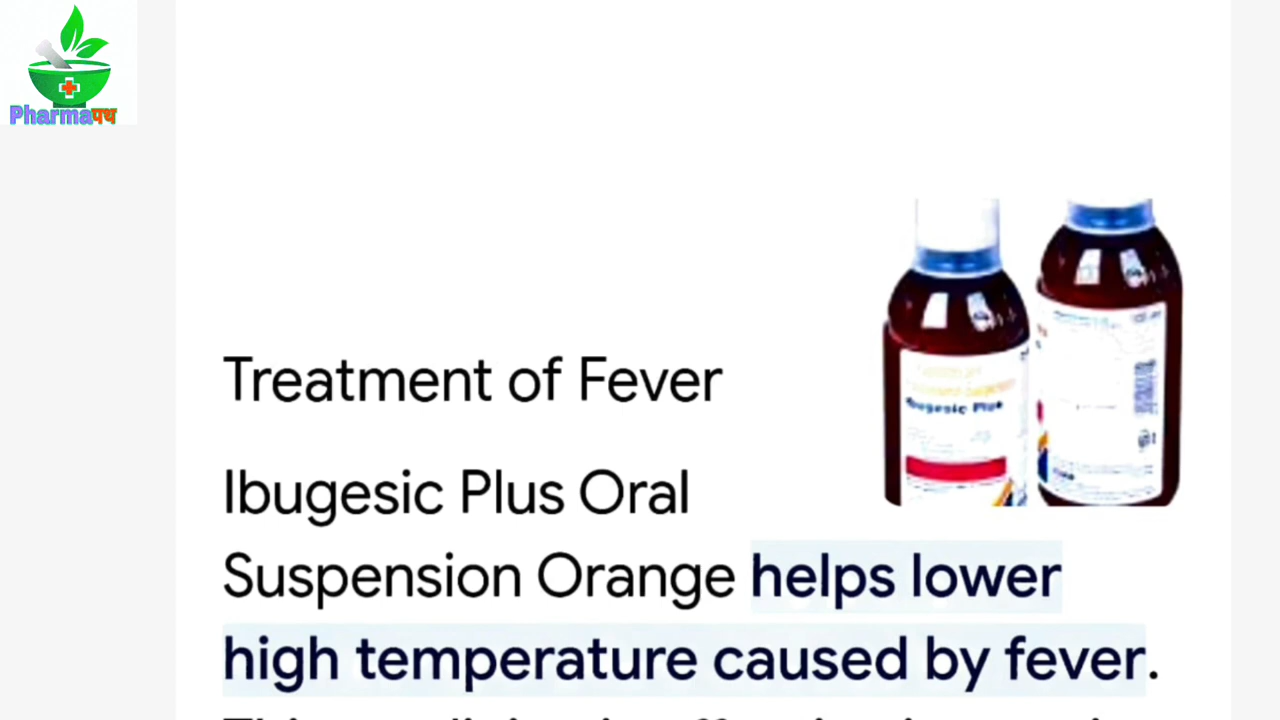 Pharmaपथ
Treatment of Fever
Ibugesic Plus Oral
Suspension Orange helps lower
high temperature caused by fever.
Ibugesic Plus